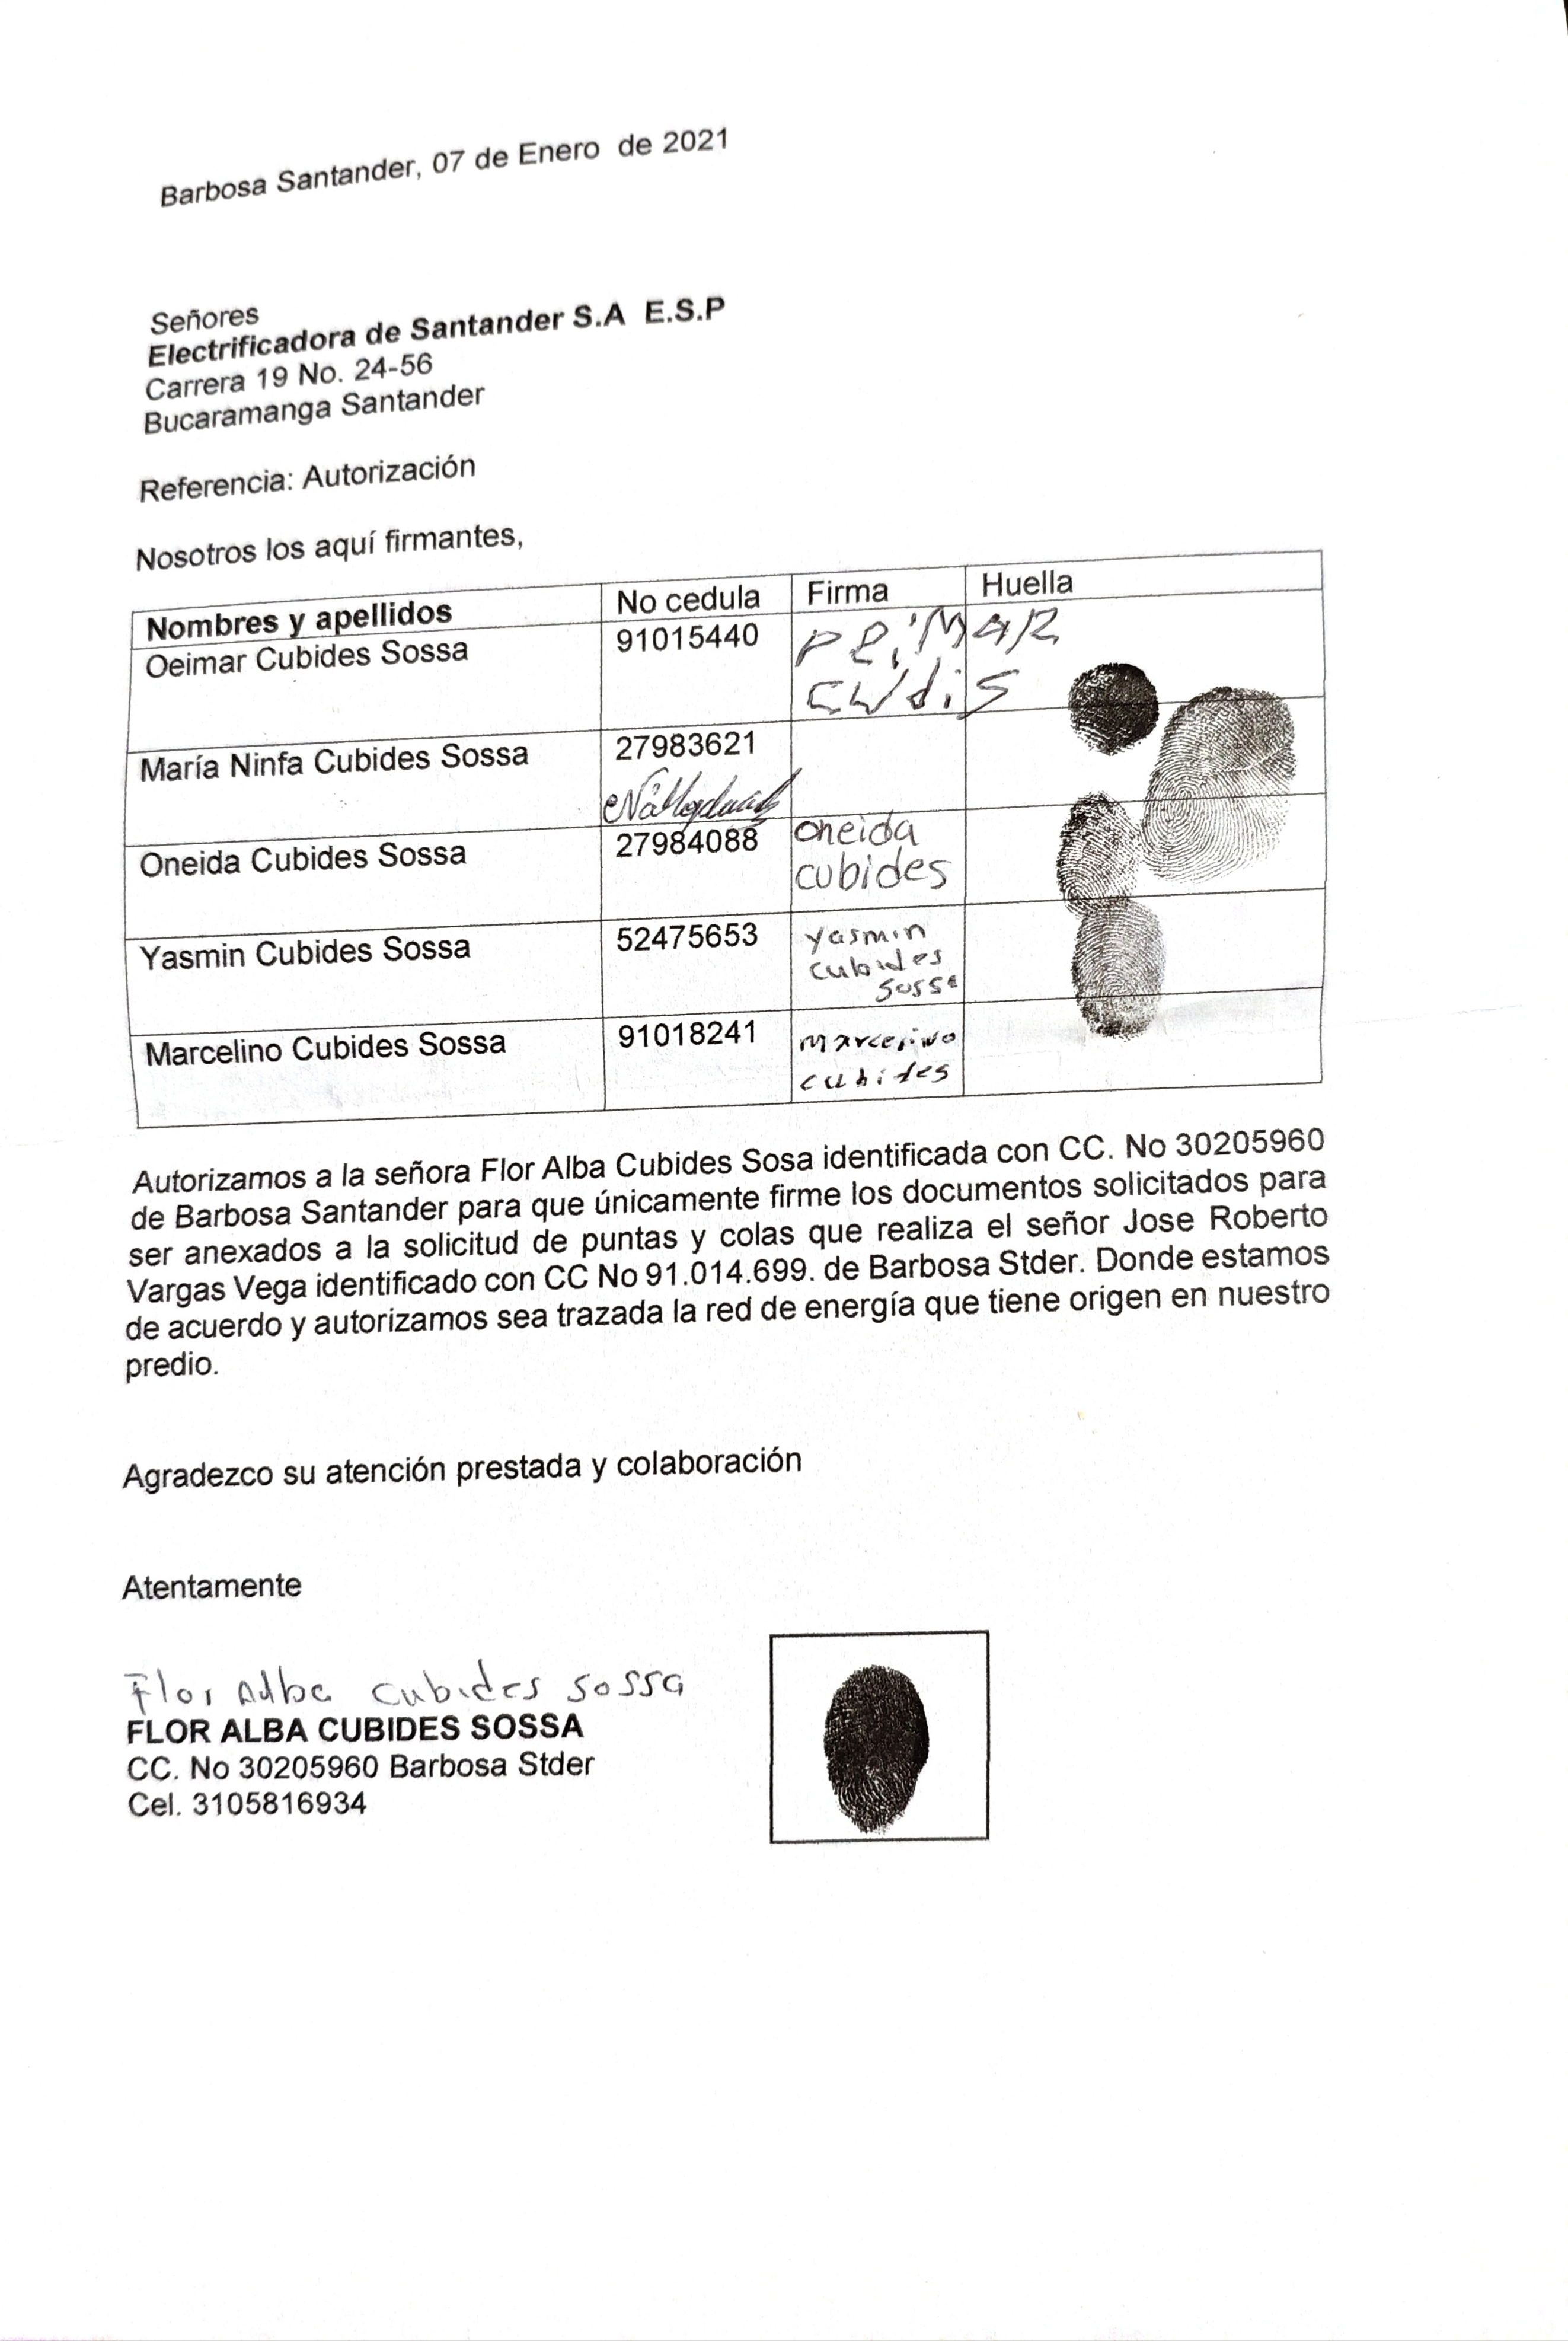 Barbosa Santander, 07 de Enero de 2021
Señores
Electrificadora de Santander S.A E.S.P
Carrera 19 No. 24-56
Bucaramanga Santander
Referencia: Autorización
Nosotros los aquí firmantes,
Nombres y apellidos No cedula Firma Huella
Oeimar Cubides Sossa 91015440
María Ninfa Cubides Sossa 27983621
Oneida Cubides Sossa 27984088 oneida
cubides
Yasmin Cubides Sossa 52475653 Yasmin
cubides
sossa
Marcelino Cubides Sossa 91018241 Marcelino
cubides
Autorizamos a la señora Flor Alba Cubides Sosa identificada con CC. No 30205960
de Barbosa Santander para que únicamente firme los documentos solicitados para
ser anexados a la solicitud de puntas y colas que realiza el señor Jose Roberto
Vargas Vega identificado con CC No 91.014.699. de Barbosa Stder. Donde estamos
de acuerdo y autorizamos sea trazada la red de energía que tiene origen en nuestro
predio.
Agradezco su atención prestada y colaboración
Atentamente
Flor Alba cubides sossa
FLOR ALBA CUBIDES SOSSA
CC. No 30205960 Barbosa Stder
Cel. 3105816934